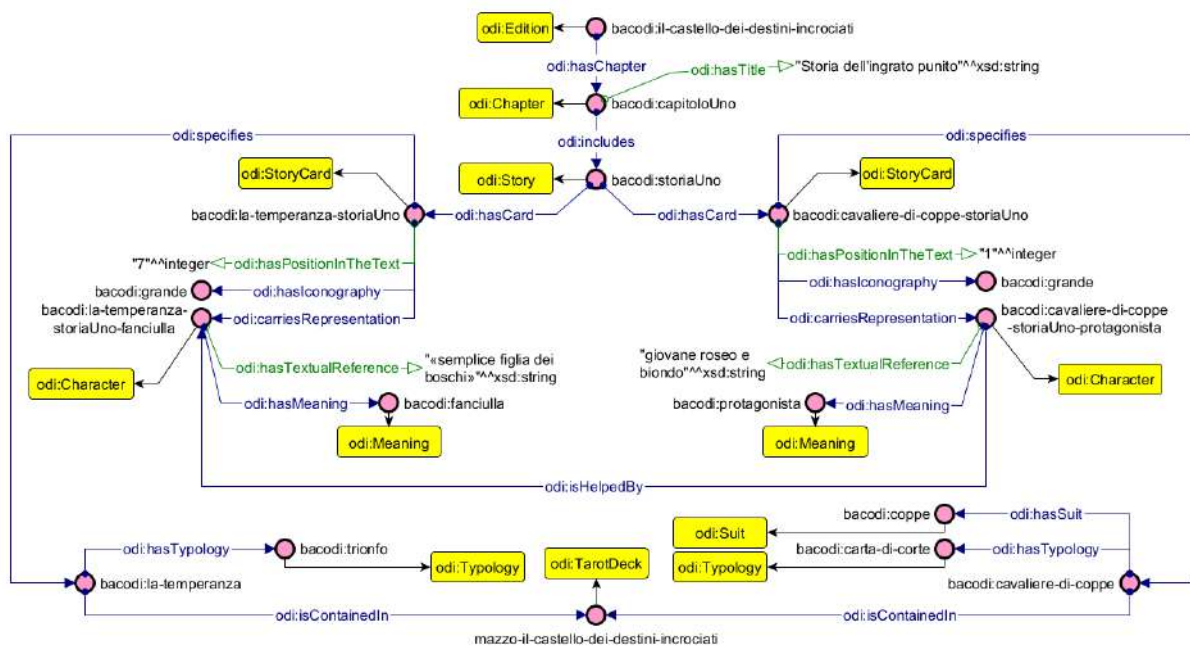 odi:Edition
bacodi:il-castello-dei-destini-incrociati
odi:hasChapter
odi:hasTitle
"Storia dell'ingrato punito"^^xsd:string
odi:Chapter
bacodi:capitoloUno
odi:specifies
odi:includes
odi:specifies
odi:StoryCard
odi:Story
bacodi:storiaUno
odi:StoryCard
bacodi:la-temperanza-storiaUno
odi:hasCard
odi:hasCard
bacodi:cavaliere-di-coppe-storiaUno
"7"^^integer
odi:hasPositionInTheText
odi:hasPositionInTheText
"1"^^integer
bacodi:grande
odi:hasIconography
odi:hasIconography
bacodi:grande
bacodi:la-temperanza-
storiaUno-fanciulla
odi:carriesRepresentation
odi:carriesRepresentation
bacodi:cavaliere-di-coppe
-storiaUno-protagonista
odi:Character
odi:hasTextualReference
"«semplice figlia dei
boschi»"^^xsd:string
"giovane roseo e
biondo"^^xsd:string
odi:hasTextualReference
odi:Character
odi:hasMeaning
bacodi:fanciulla
bacodi:protagonista
odi:hasMeaning
odi:Meaning
odi:Meaning
odi:isHelpedBy
bacodi:coppe
odi:hasSuit
odi:Suit
odi:hasTypology
bacodi:trionfo
bacodi:carta-di-corte
odi:hasTypology
odi:Typology
odi:TarotDeck
odi:Typology
bacodi:la-temperanza
bacodi:cavaliere-di-coppe
odi:isContainedIn
odi:isContainedIn
mazzo-il-castello-dei-destini-incrociati